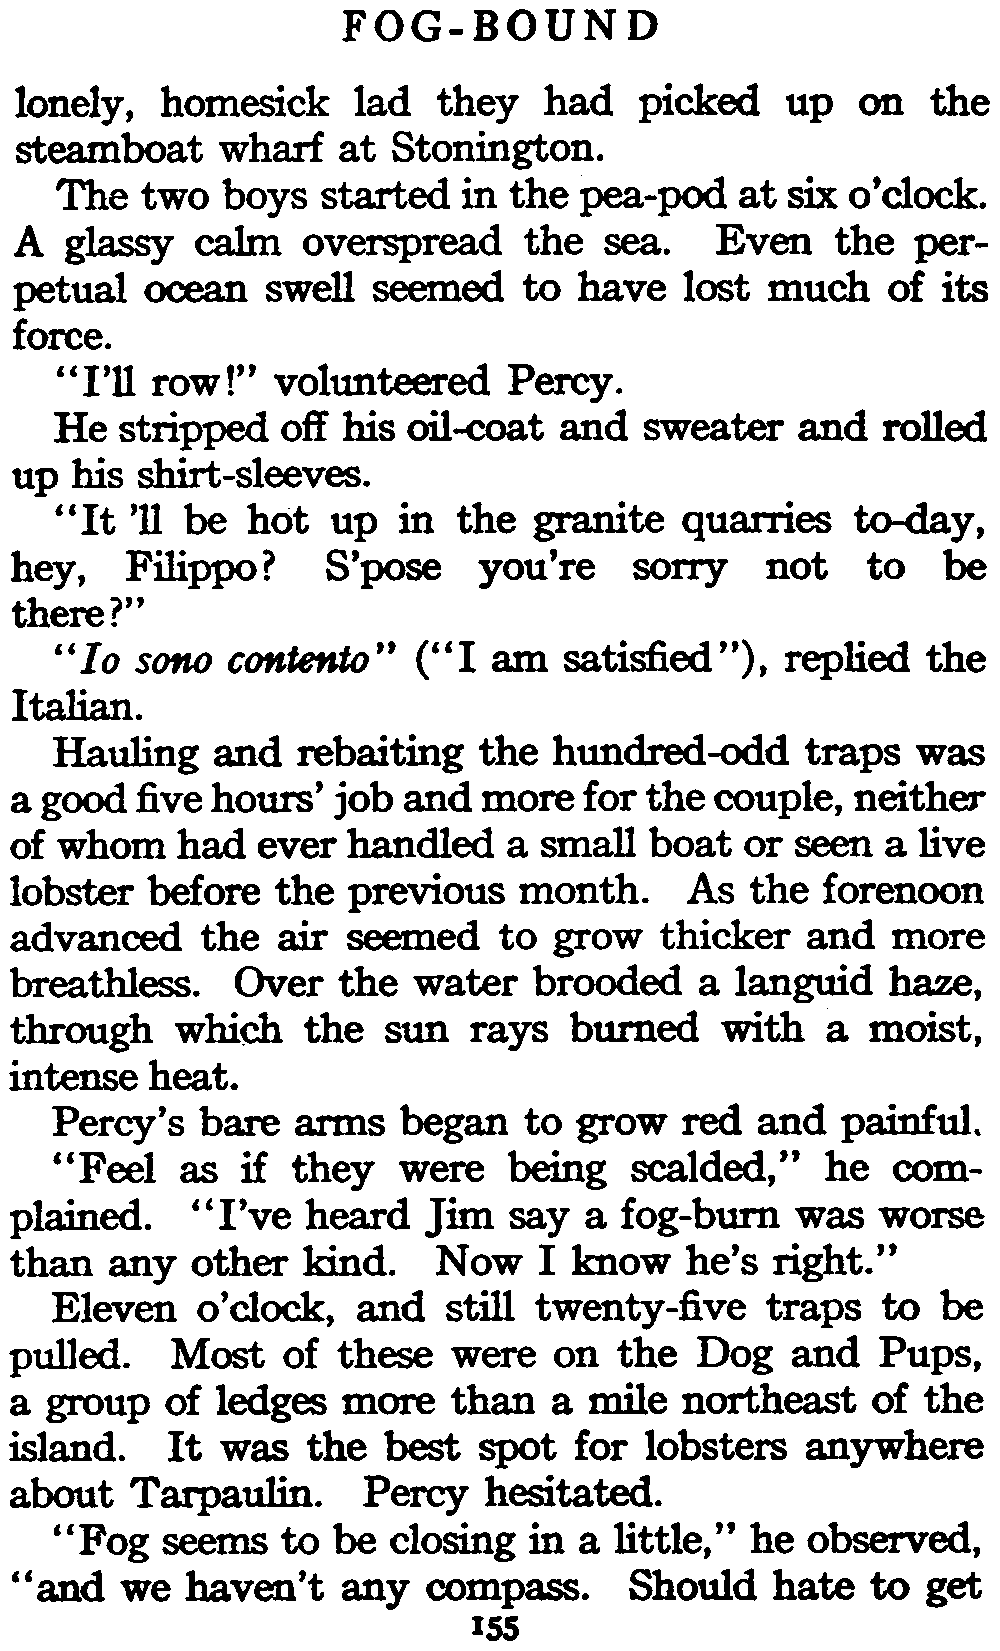 FOG-BOUND
lonely, homesick lad they had picked up on the
steamboat wharf at Stonington.
The two boys started in the pea-pod at six o'clock.
A glassy calm overspread the sea. Even the per-
petual ocean swell seemed to have lost much of its
force.
"I'll row!" volunteered Percy.
He stripped off his oil-coat and sweater and rolled
up his shirt-sleeves.
"It 'll be hot up in the granite quarries to-day,
hey, Filippo? S'pose you're sorry not to be
there?"
"Io sono contento" ("I am satisfied"), replied the
Italian.
Hauling and rebaiting the hundred-odd traps was
a good five hours' job and more for the couple, neither
of whom had ever handled a small boat or seen a live
lobster before the previous month. As the forenoon
advanced the air seemed to grow thicker and more
breathless. Over the water brooded a languid haze,
through which the sun rays burned with a moist,
intense heat.
Percy's bare arms began to grow red and painful.
"Feel as if they were being scalded," he com-
plained. "I've heard Jim say a fog-burn was worse
than any other kind. Now I know he's right."
Eleven o'clock, and still twenty-five traps to be
pulled. Most of these were on the Dog and Pups,
a group of ledges more than a mile northeast of the
island. It was the best spot for lobsters anywhere
about Tarpaulin. Percy hesitated.
"Fog seems to be closing in a little," he observed,
"and we haven't any compass. Should hate to get
155